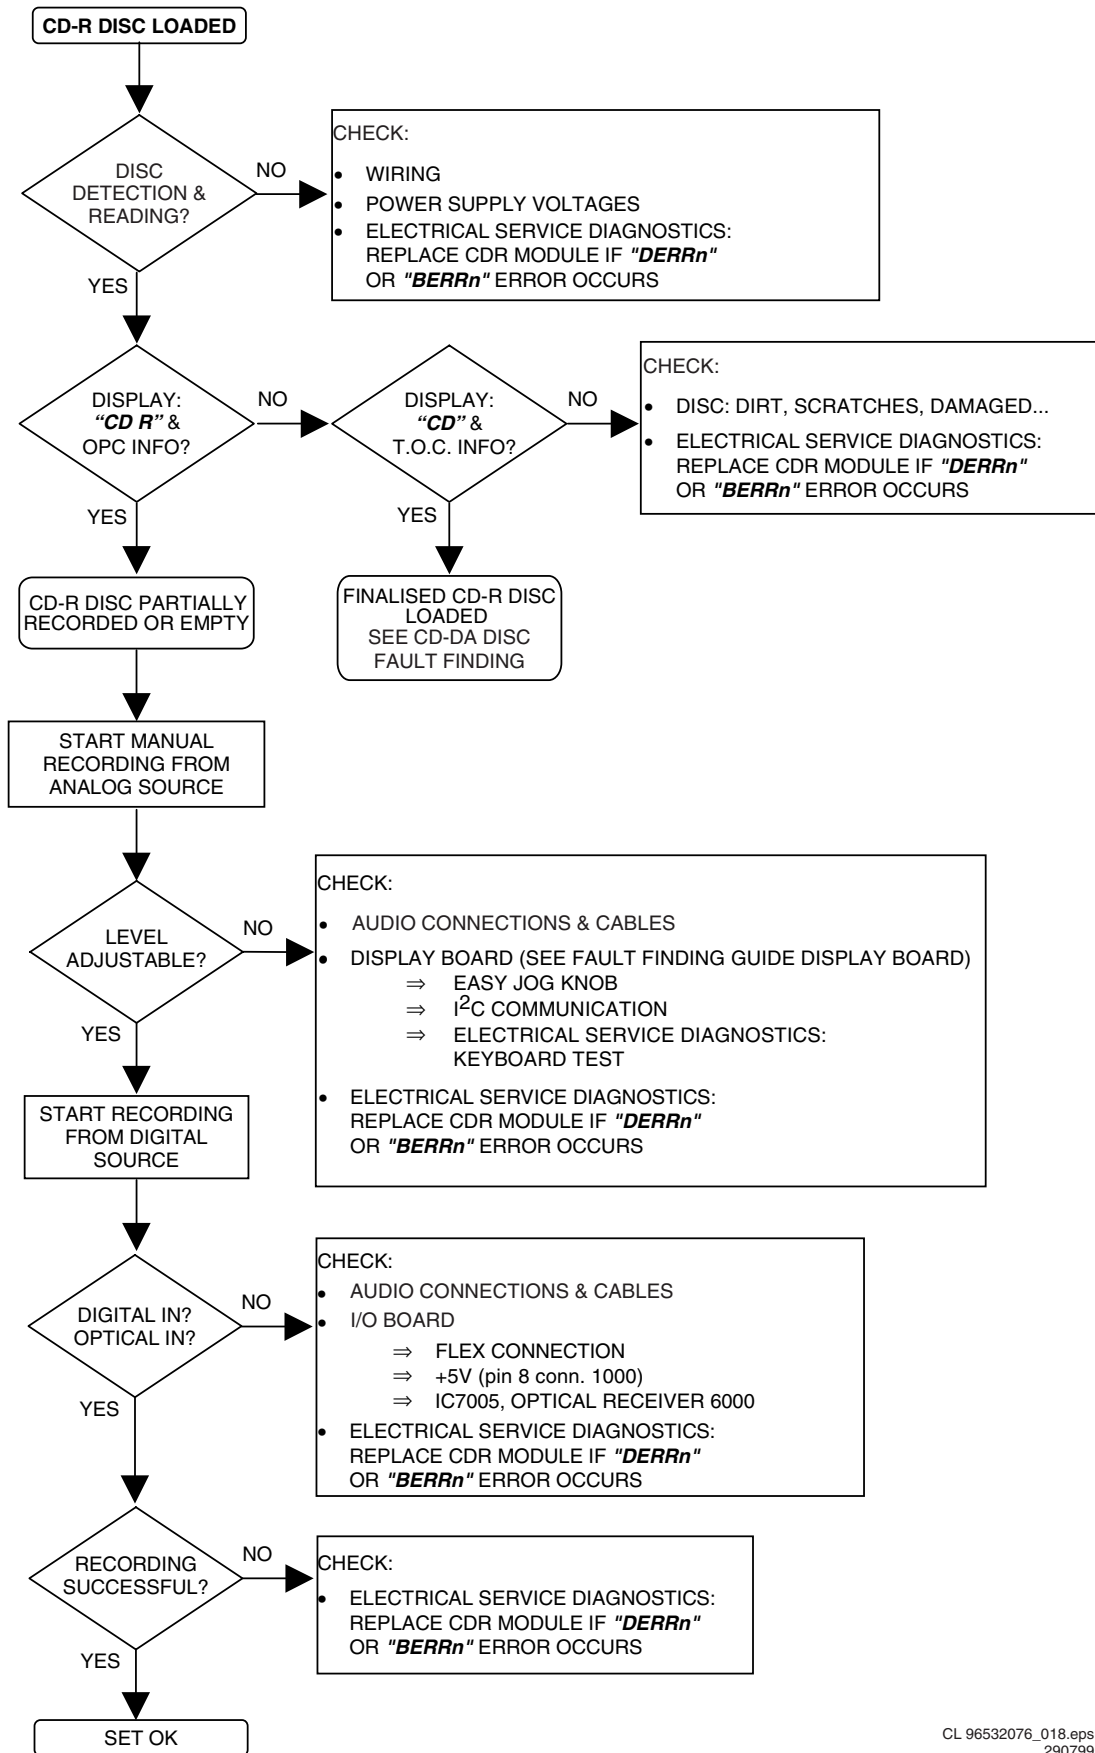 CD-R DISC LOADED
DISC
DETECTION &
READING?
NO
YES
CHECK:
• WIRING
• POWER SUPPLY VOLTAGES
• ELECTRICAL SERVICE DIAGNOSTICS:
REPLACE CDR MODULE IF "DERRn"
OR "BERRn" ERROR OCCURS
DISPLAY:
“CD R” &
OPC INFO?
NO
YES
DISPLAY:
“CD” &
T.O.C. INFO?
NO
YES
CHECK:
• DISC: DIRT, SCRATCHES, DAMAGED...
• ELECTRICAL SERVICE DIAGNOSTICS:
REPLACE CDR MODULE IF "DERRn"
OR "BERRn" ERROR OCCURS
CD-R DISC PARTIALLY
RECORDED OR EMPTY
FINALISED CD-R DISC
LOADED
SEE CD-DA DISC
FAULT FINDING
START MANUAL
RECORDING FROM
ANALOG SOURCE
LEVEL
ADJUSTABLE?
NO
YES
CHECK:
• AUDIO CONNECTIONS & CABLES
• DISPLAY BOARD (SEE FAULT FINDING GUIDE DISPLAY BOARD)
⇒ EASY JOG KNOB
⇒ I2C COMMUNICATION
⇒ ELECTRICAL SERVICE DIAGNOSTICS:
KEYBOARD TEST
• ELECTRICAL SERVICE DIAGNOSTICS:
REPLACE CDR MODULE IF "DERRn"
OR "BERRn" ERROR OCCURS
START RECORDING
FROM DIGITAL
SOURCE
DIGITAL IN?
OPTICAL IN?
NO
YES
CHECK:
• AUDIO CONNECTIONS & CABLES
• I/O BOARD
⇒ FLEX CONNECTION
⇒ +5V (pin 8 conn. 1000)
⇒ IC7005, OPTICAL RECEIVER 6000
• ELECTRICAL SERVICE DIAGNOSTICS:
REPLACE CDR MODULE IF "DERRn"
OR "BERRn" ERROR OCCURS
RECORDING
SUCCESSFUL?
NO
YES
CHECK:
• ELECTRICAL SERVICE DIAGNOSTICS:
REPLACE CDR MODULE IF "DERRn"
OR "BERRn" ERROR OCCURS
SET OK
CL 96532076_018.eps
290799